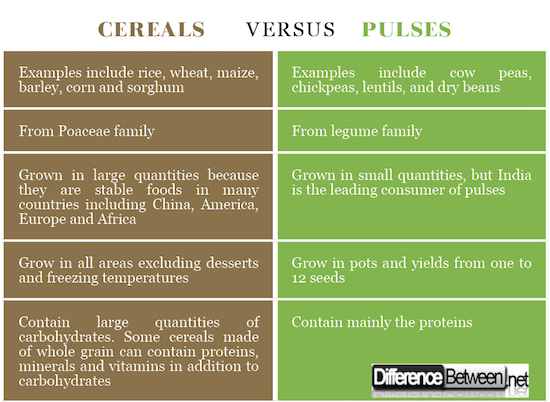 CEREALS VERSUS PULSES
Examples include rice, wheat, maize,
barley, corn and sorghum
Examples include cow peas,
chickpeas, lentils, and dry beans
From Poaceae family
From legume family
Grown in large quantities because
they are stable foods in many
countries including China, America,
Europe and Africa
Grown in small quantities, but India
is the leading consumer of pulses
Grow in all areas excluding desserts
and freezing temperatures
Grow in pots and yields from one to
12 seeds
Contain large quantities of
carbohydrates. Some cereals made
of whole grain can contain proteins,
minerals and vitamins in addition to
carbohydrates
Contain mainly the proteins
DifferenceBetween.net